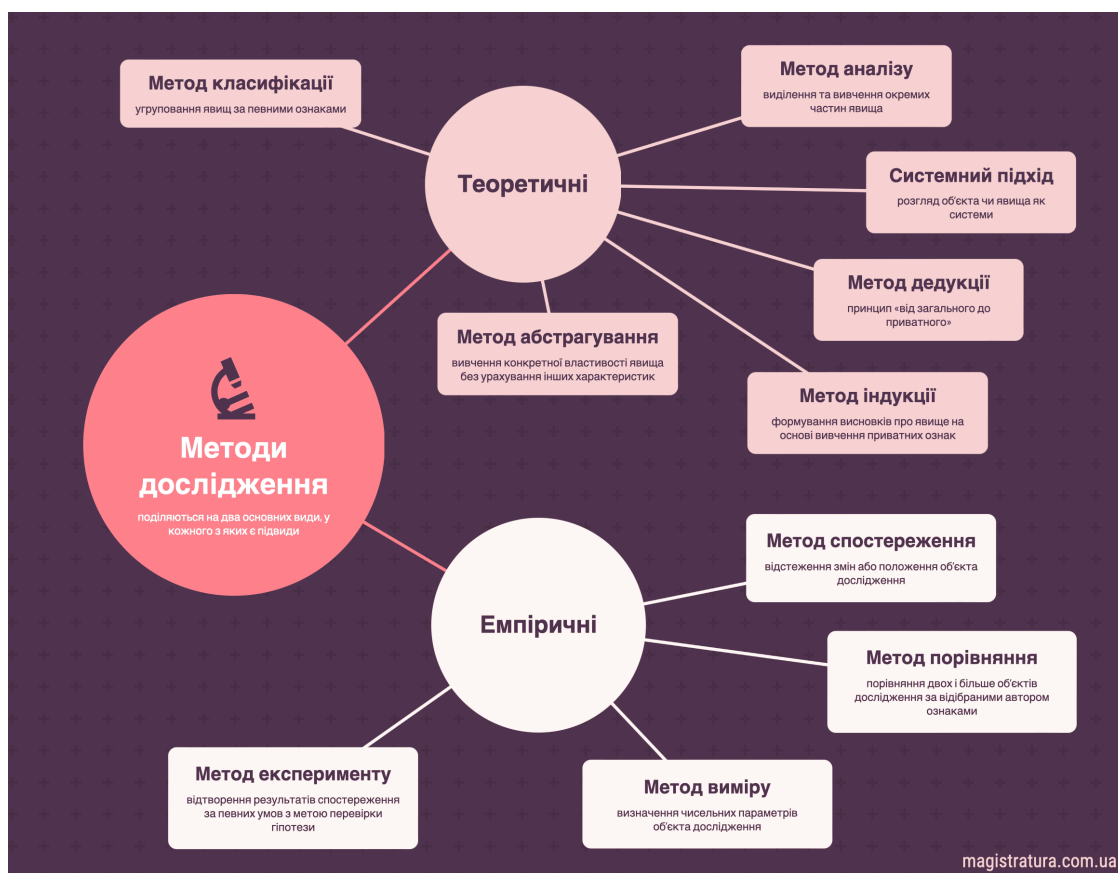 Метод класифікації
угруповання явищ за певними ознаками
Теоретичні
Метод аналізу
виділення та вивчення окремих
частин явища
Системний підхід
розгляд об'єкта чи явища як
системи
Метод дедукції
принцип «від загального до
приватного»
Метод абстрагування
вивчення конкретної властивості явища
без урахування інших характеристик
Метод індукції
формування висновків про явище на
основі вивчення приватних ознак
Методи
дослідження
поділяються на два основних види, у
кожного з яких є підвиди
Емпіричні
Метод спостереження
відстеження змін або положення об'єкта
дослідження
Метод порівняння
порівняння двох і більше об'єктів
дослідження за відібраними автором
ознаками
Метод експерименту
відтворення результатів спостереження
за певних умов з метою перевірки
гіпотези
Метод виміру
визначення чисельних параметрів
об'єкта дослідження
magistratura.com.ua